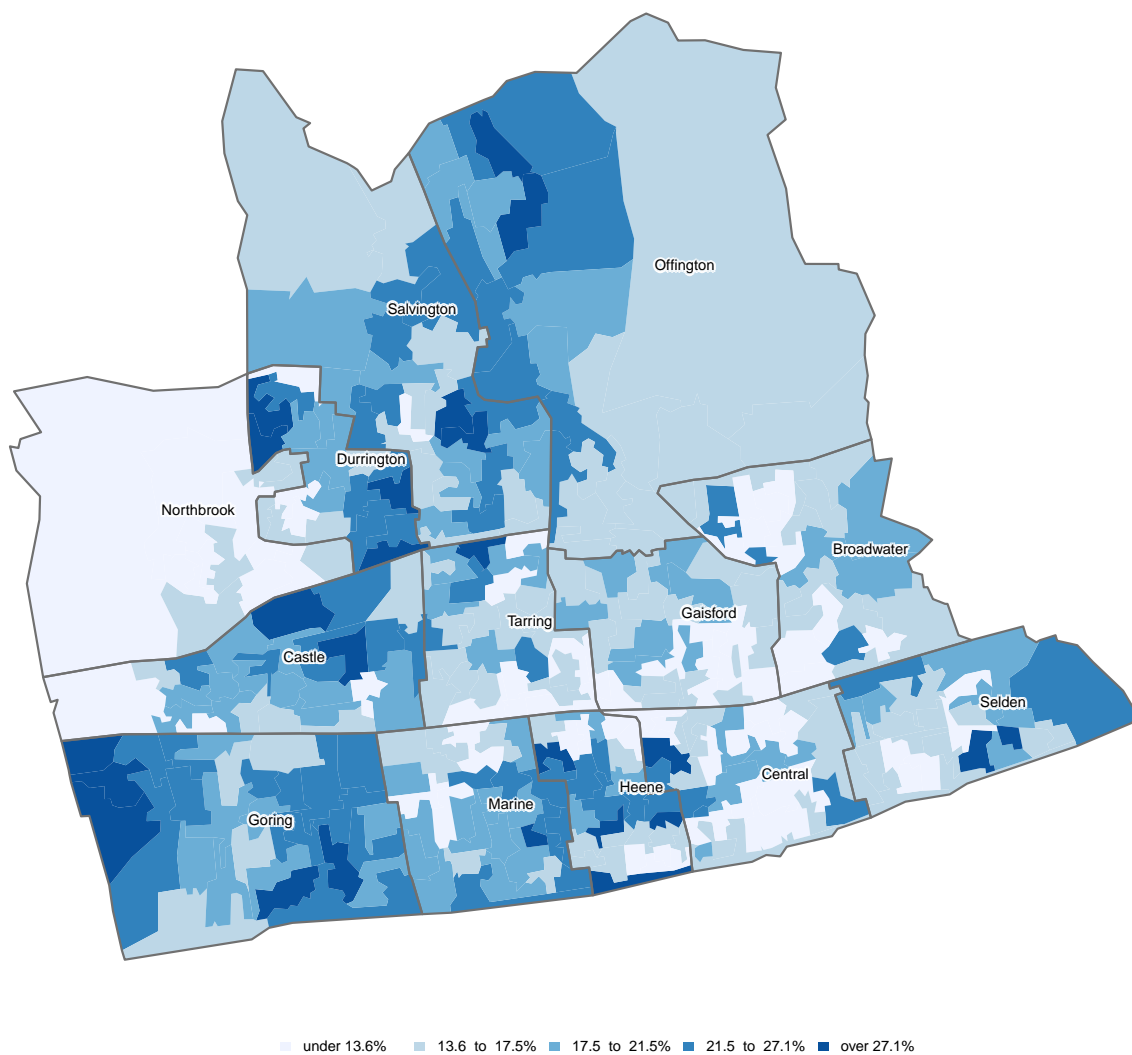 Offington
Salvington
Durrington
Northbrook
Broadwater
Tarring
Gaisford
Castle
Selden
Central
Heene
Marine
Goring
under 13.6% 13.6 to 17.5% 17.5 to 21.5% 21.5 to 27.1% over 27.1%